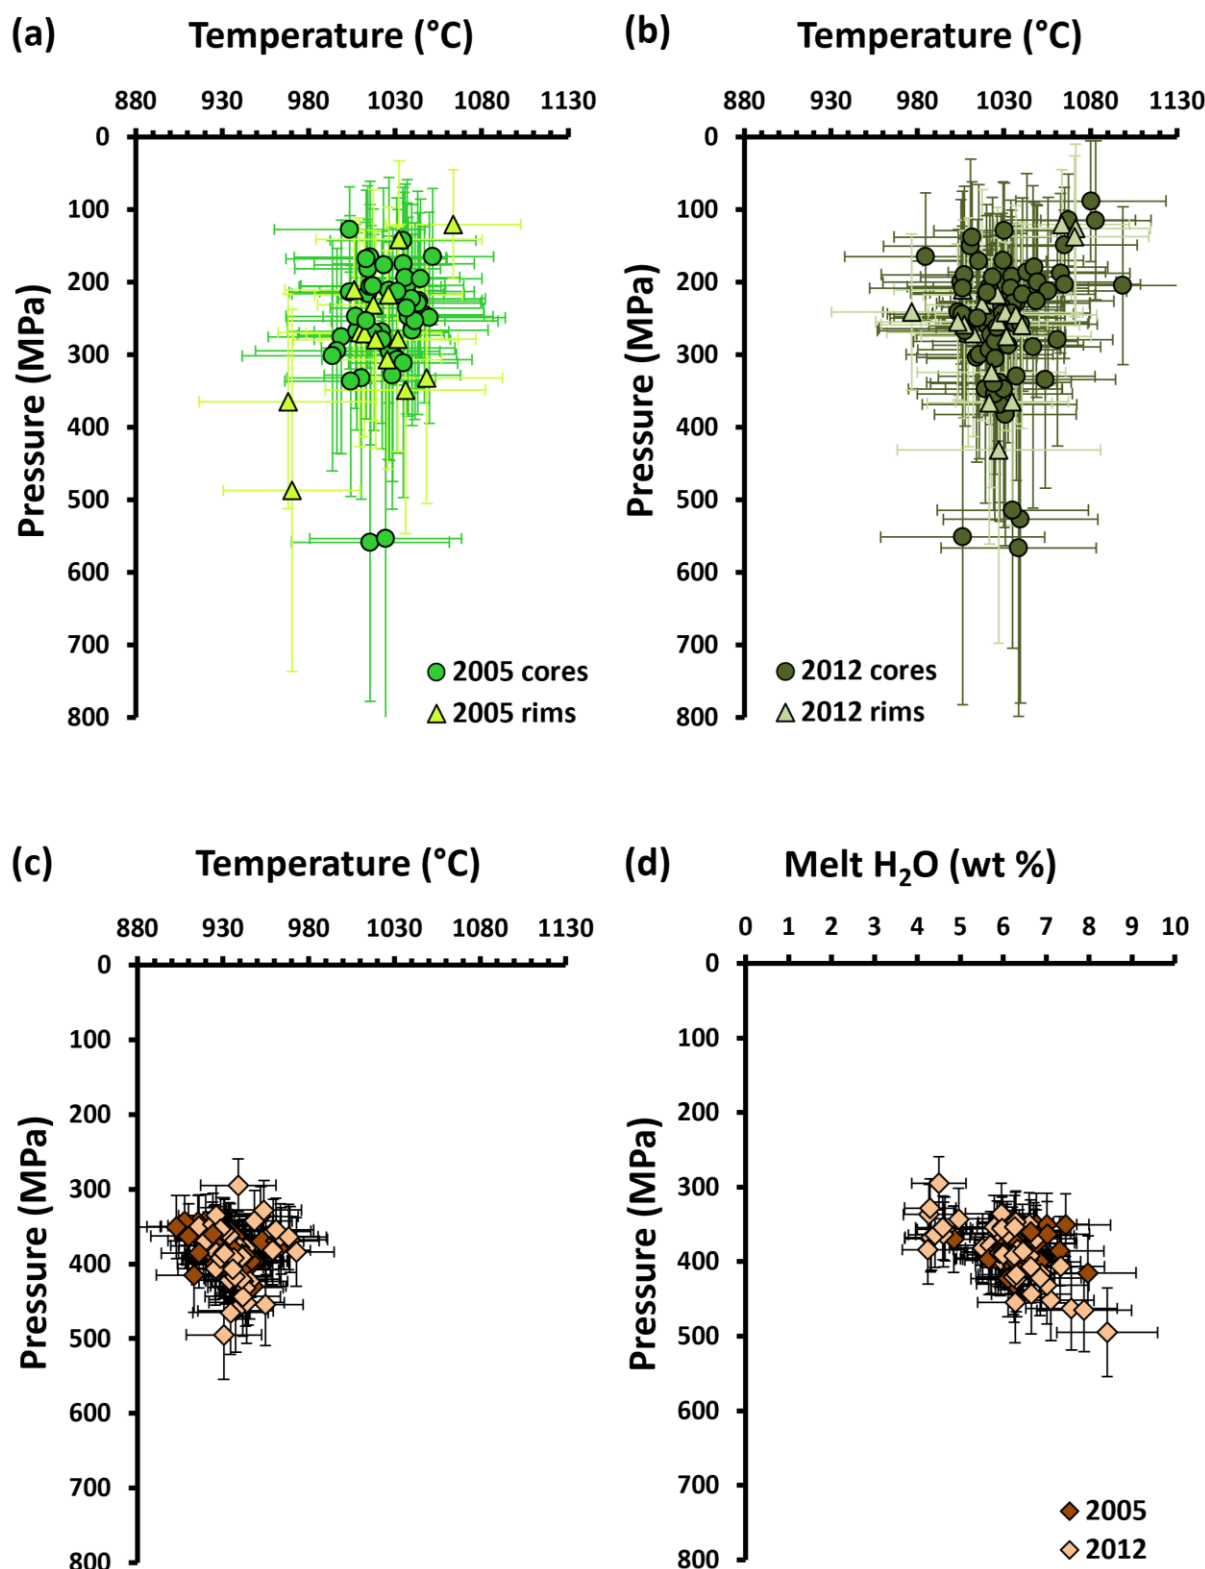 (a) Temperature (°C)
880 930 980 1030 1080 1130
0
100
200
300
400
500
600
700
800
Pressure (MPa)
2005 cores
2005 rims
(b) Temperature (°C)
880 930 980 1030 1080 1130
0
100
200
300
400
500
600
700
800
Pressure (MPa)
2012 cores
2012 rims
(c) Temperature (°C)
880 930 980 1030 1080 1130
0
100
200
300
400
500
600
700
800
Pressure (MPa)
(d) Melt H₂O (wt %)
0 1 2 3 4 5 6 7 8 9 10
0
100
200
300
400
500
600
700
800
Pressure (MPa)
2005
2012